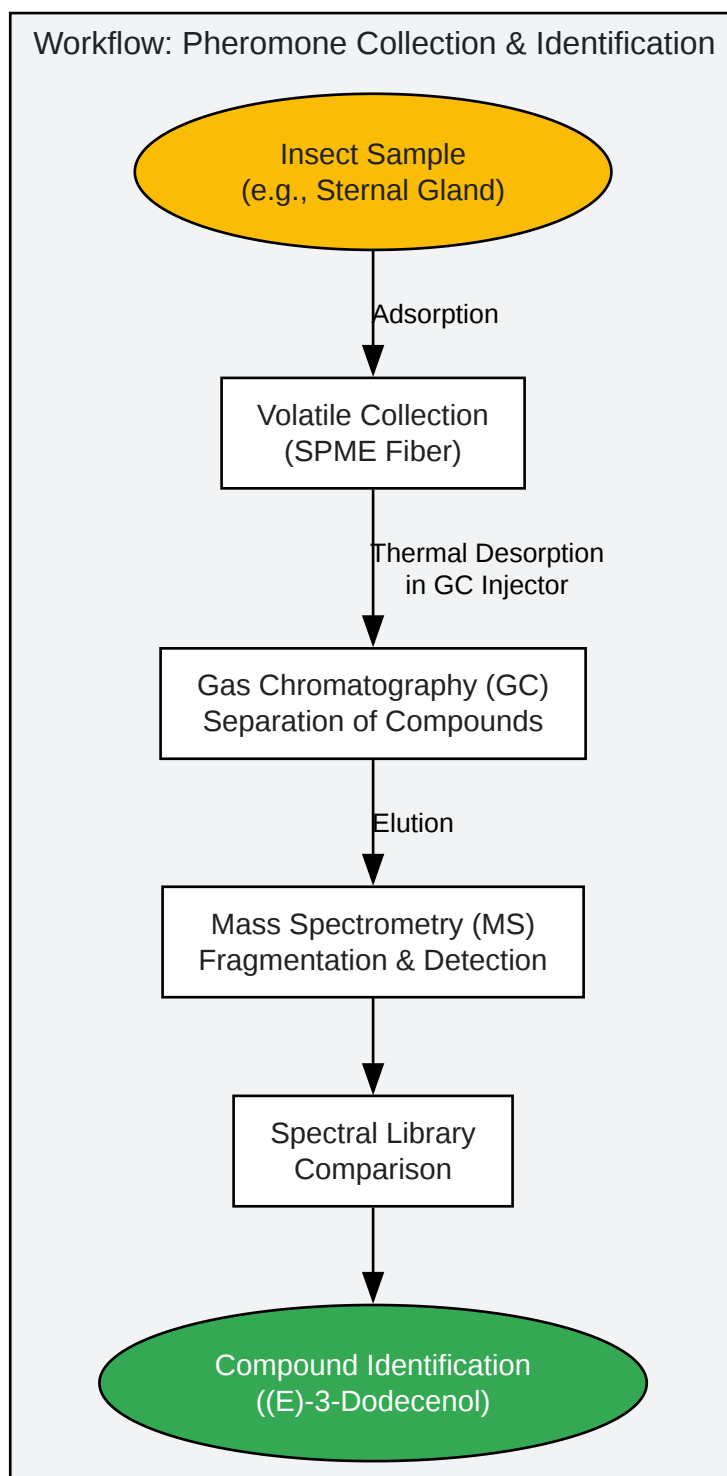 Workflow: Pheromone Collection & Identification
Insect Sample
(e.g., Sternal Gland)
Adsorption
Volatile Collection
(SPME Fiber)
Thermal Desorption
in GC Injector
Gas Chromatography (GC)
Separation of Compounds
Elution
Mass Spectrometry (MS)
Fragmentation & Detection
Spectral Library
Comparison
Compound Identification
((E)-3-Dodecenol)